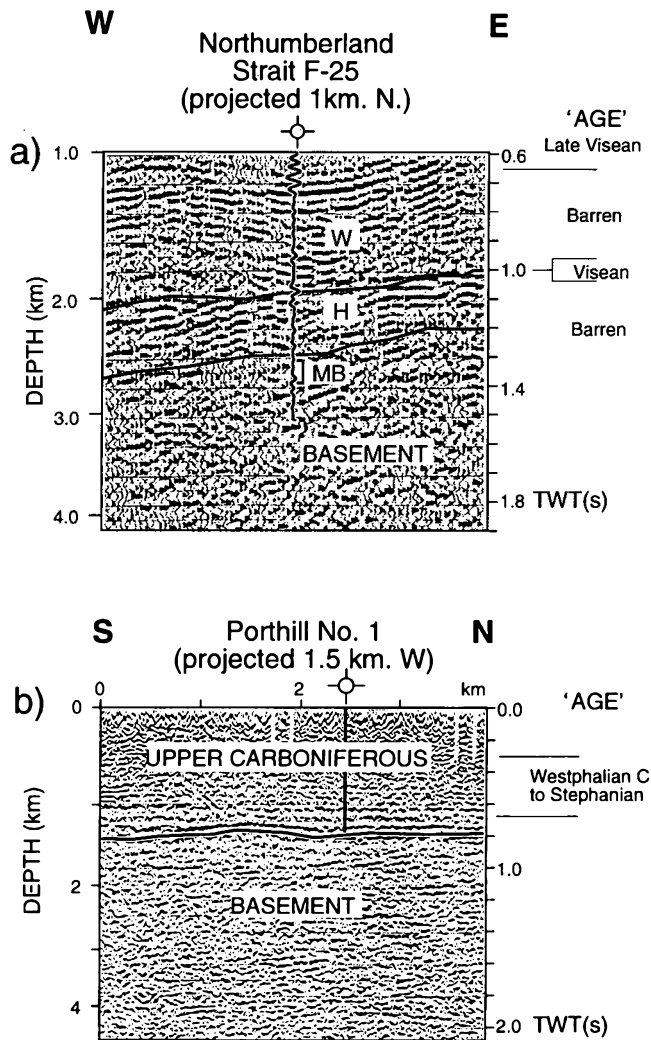 W
E
Northumberland
Strait F-25
(projected 1km. N.)
'AGE'
a)
1.0
0.6
Late Visean
W
Barren
1.0
Visean
2.0
H
Barren
DEPTH (km)
MB
1.4
3.0
BASEMENT
1.8 TWT(s)
4.0
S
Porthill No. 1
N
(projected 1.5 km. W)
0
2
km
'AGE'
b)
0
0.0
UPPER CARBONIFEROUS
Westphalian C
to Stephanian
DEPTH (km)
1.0
2
BASEMENT
4
2.0 TWT(s)